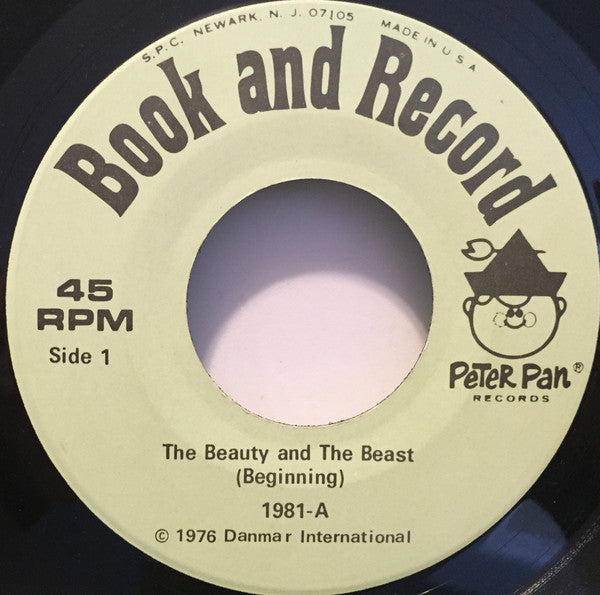 S.P.C. NEWARK, N. J. 07105 MADE IN U S A
Book and Record
45
RPM
Side 1
PETER PAN®
RECORDS
The Beauty and The Beast
(Beginning)
1981-A
© 1976 Danmar International